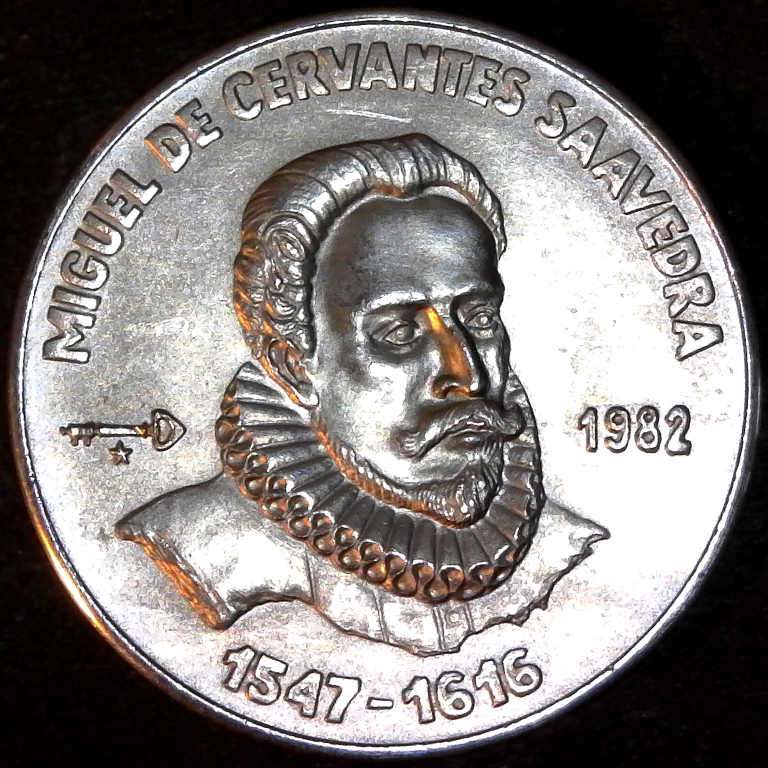 MIGUEL DE CERVANTES SAAVEDRA
1982
1547-1616